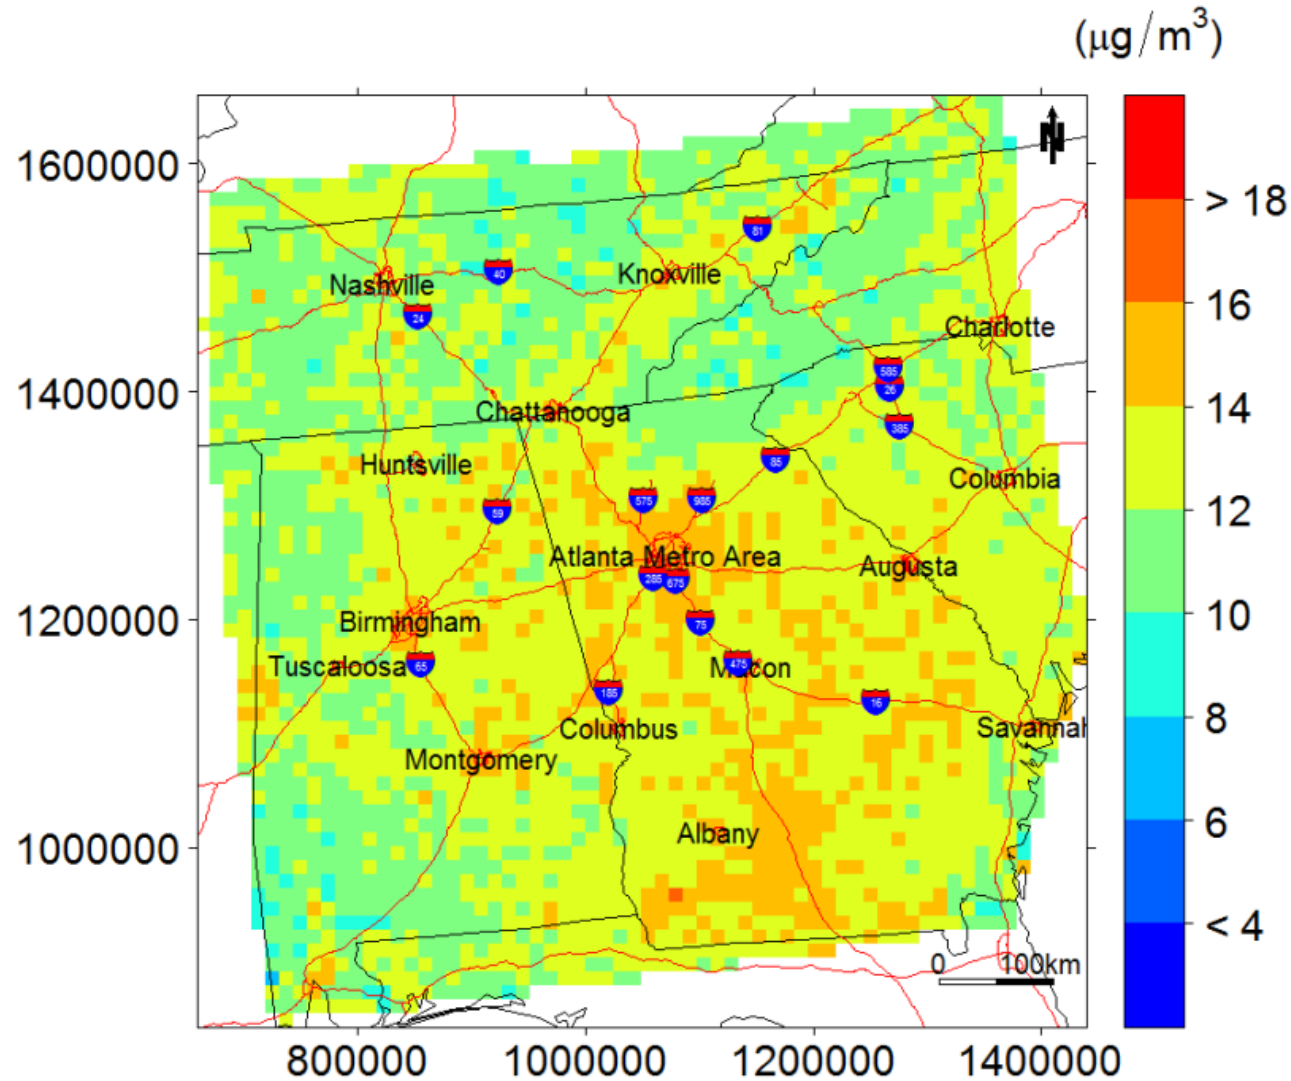 (μg/m³)
N
1600000
> 18
81
Nashville
40
Knoxville
24
16
Charlotte
585
26
1400000
Chattanooga
385
14
Huntsville
85
Columbia
575
985
59
12
Atlanta Metro Area
Augusta
285
675
1200000
Birmingham
75
10
Tuscaloosa
65
475
Macon
185
16
Columbus
Savannah
8
Montgomery
1000000
Albany
6
< 4
0
100km
800000
1000000
1200000
1400000